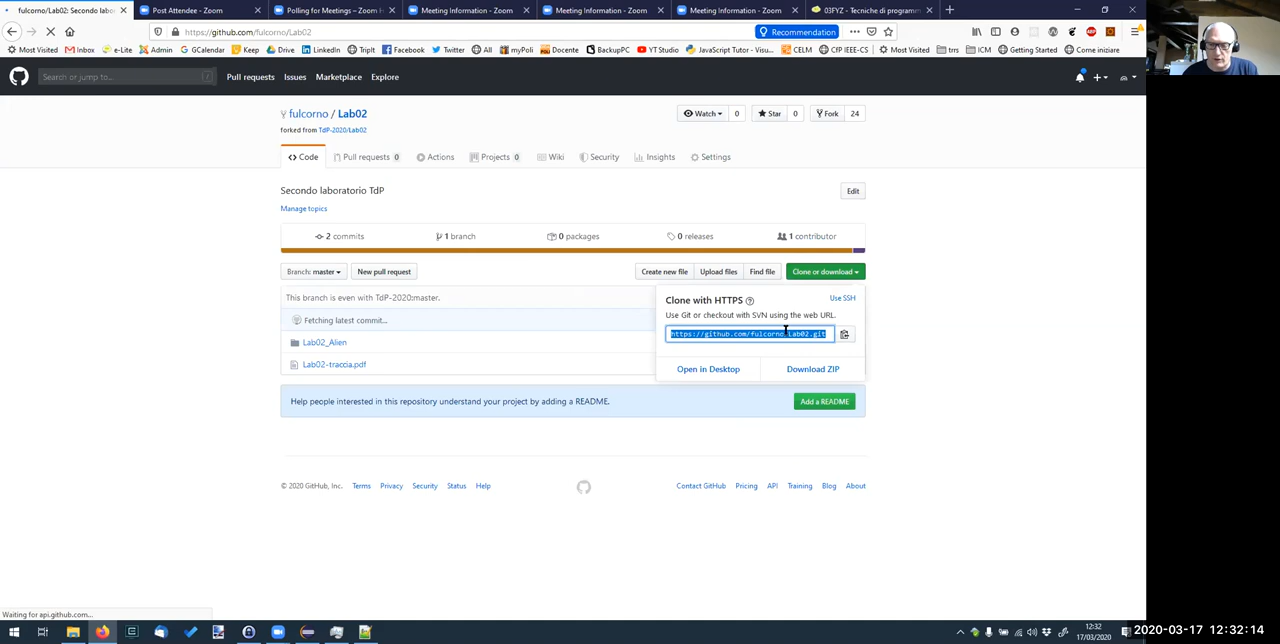 fulcorno/Lab02: Secondo labo
Post Attendee - Zoom
Polling for Meetings – Zoom H
Meeting Information - Zoom
Meeting Information - Zoom
Meeting Information - Zoom
03FYZ - Tecniche di programm
https://github.com/fulcorno/Lab02
Recommendation
Most Visited
Inbox
e-Lite
Admin
GCalendar
Keep
Drive
LinkedIn
TripIt
Facebook
Twitter
All
myPoli
Docente
BackupPC
YT Studio
JavaScript Tutor - Visu...
CELM
CfP IEEE-CS
Most Visited
trrs
ICM
Getting Started
Come iniziare
Search or jump to...
/
Pull requests
Issues
Marketplace
Explore
fulcorno / Lab02
forked from TdP-2020/Lab02
Watch
0
Star
0
Fork
24
Code
Pull requests 0
Actions
Projects 0
Wiki
Security
Insights
Settings
Secondo laboratorio TdP
Edit
Manage topics
2 commits
1 branch
0 packages
0 releases
1 contributor
Branch: master
New pull request
Create new file
Upload files
Find file
Clone or download
This branch is even with TdP-2020:master.
Fetching latest commit...
Lab02_Alien
Lab02-traccia.pdf
Clone with HTTPS
Use SSH
Use Git or checkout with SVN using the web URL.
https://github.com/fulcorno/Lab02.git
Open in Desktop
Download ZIP
Help people interested in this repository understand your project by adding a README.
Add a README
© 2020 GitHub, Inc.
Terms
Privacy
Security
Status
Help
Contact GitHub
Pricing
API
Training
Blog
About
Waiting for api.github.com...
12:32
17/03/2020
2020-03-17 12:32:14